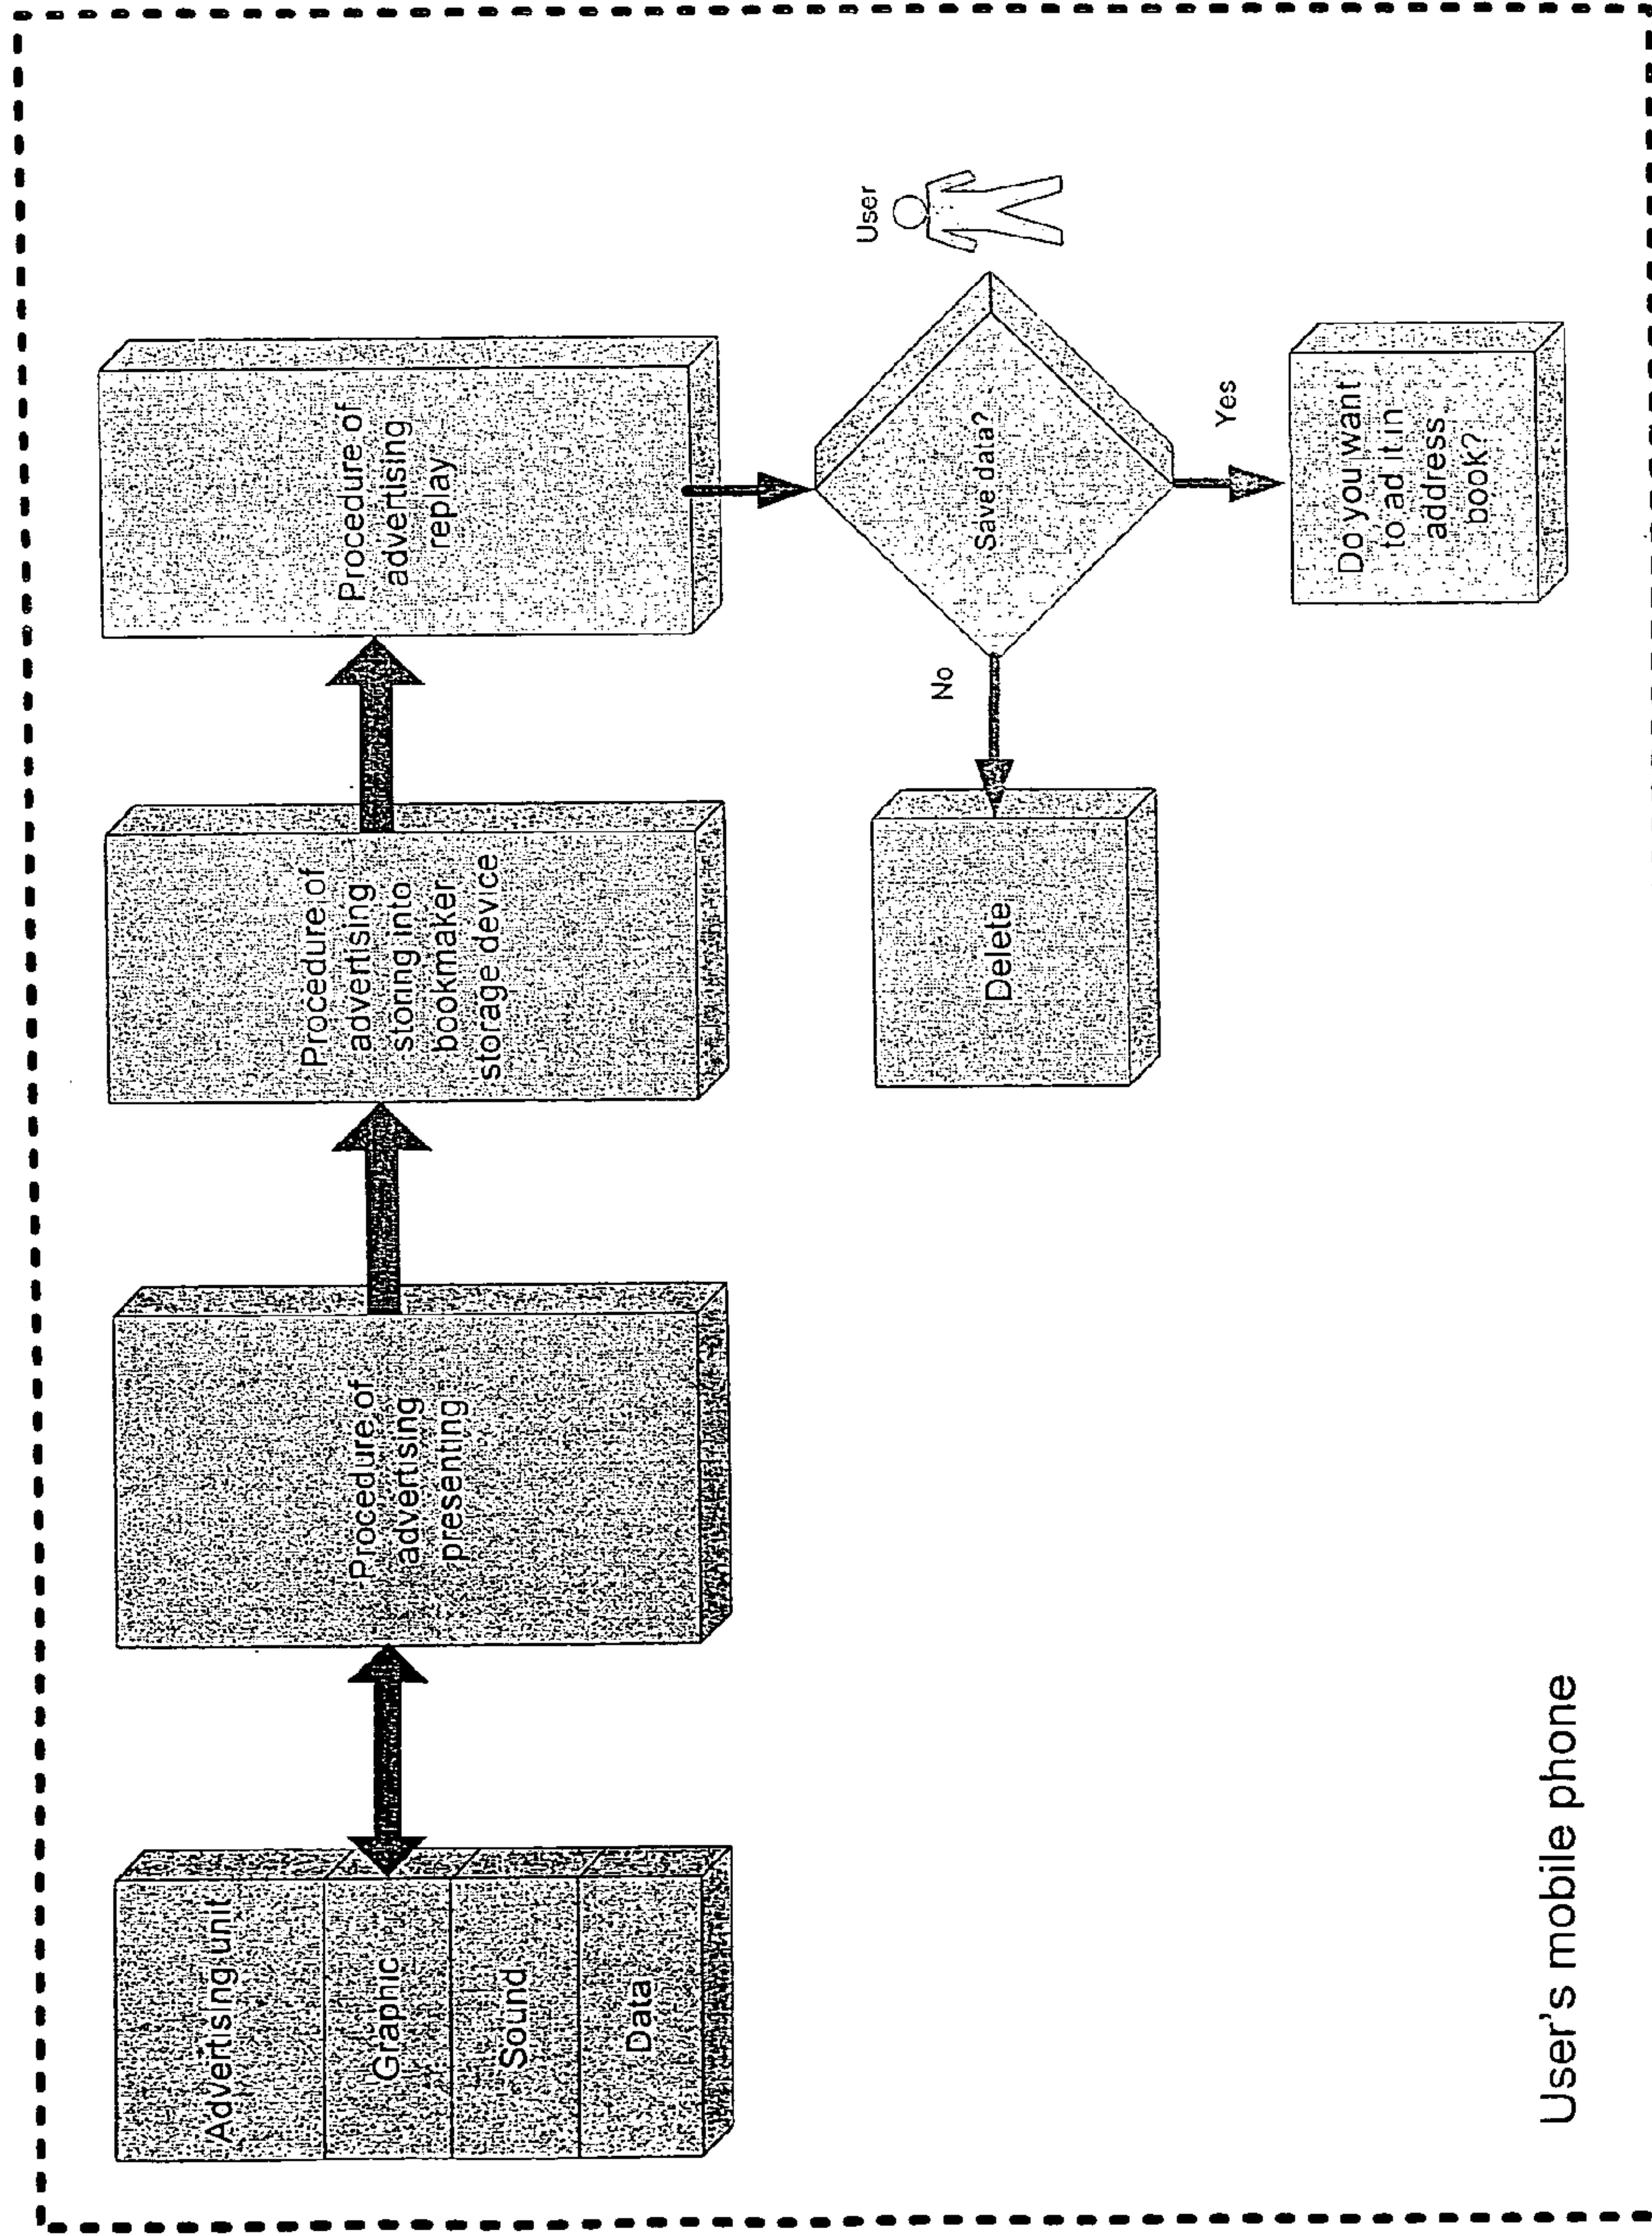 Advertising unit
Graphic
Sound
Data
Procedure of
advertising
presenting
Procedure of
advertising
storing into
bookmaker
storage device
Procedure of
advertising
replay
User
Save data?
No
Yes
Delete
Do you want
to ad it in
address
book?
User's mobile phone